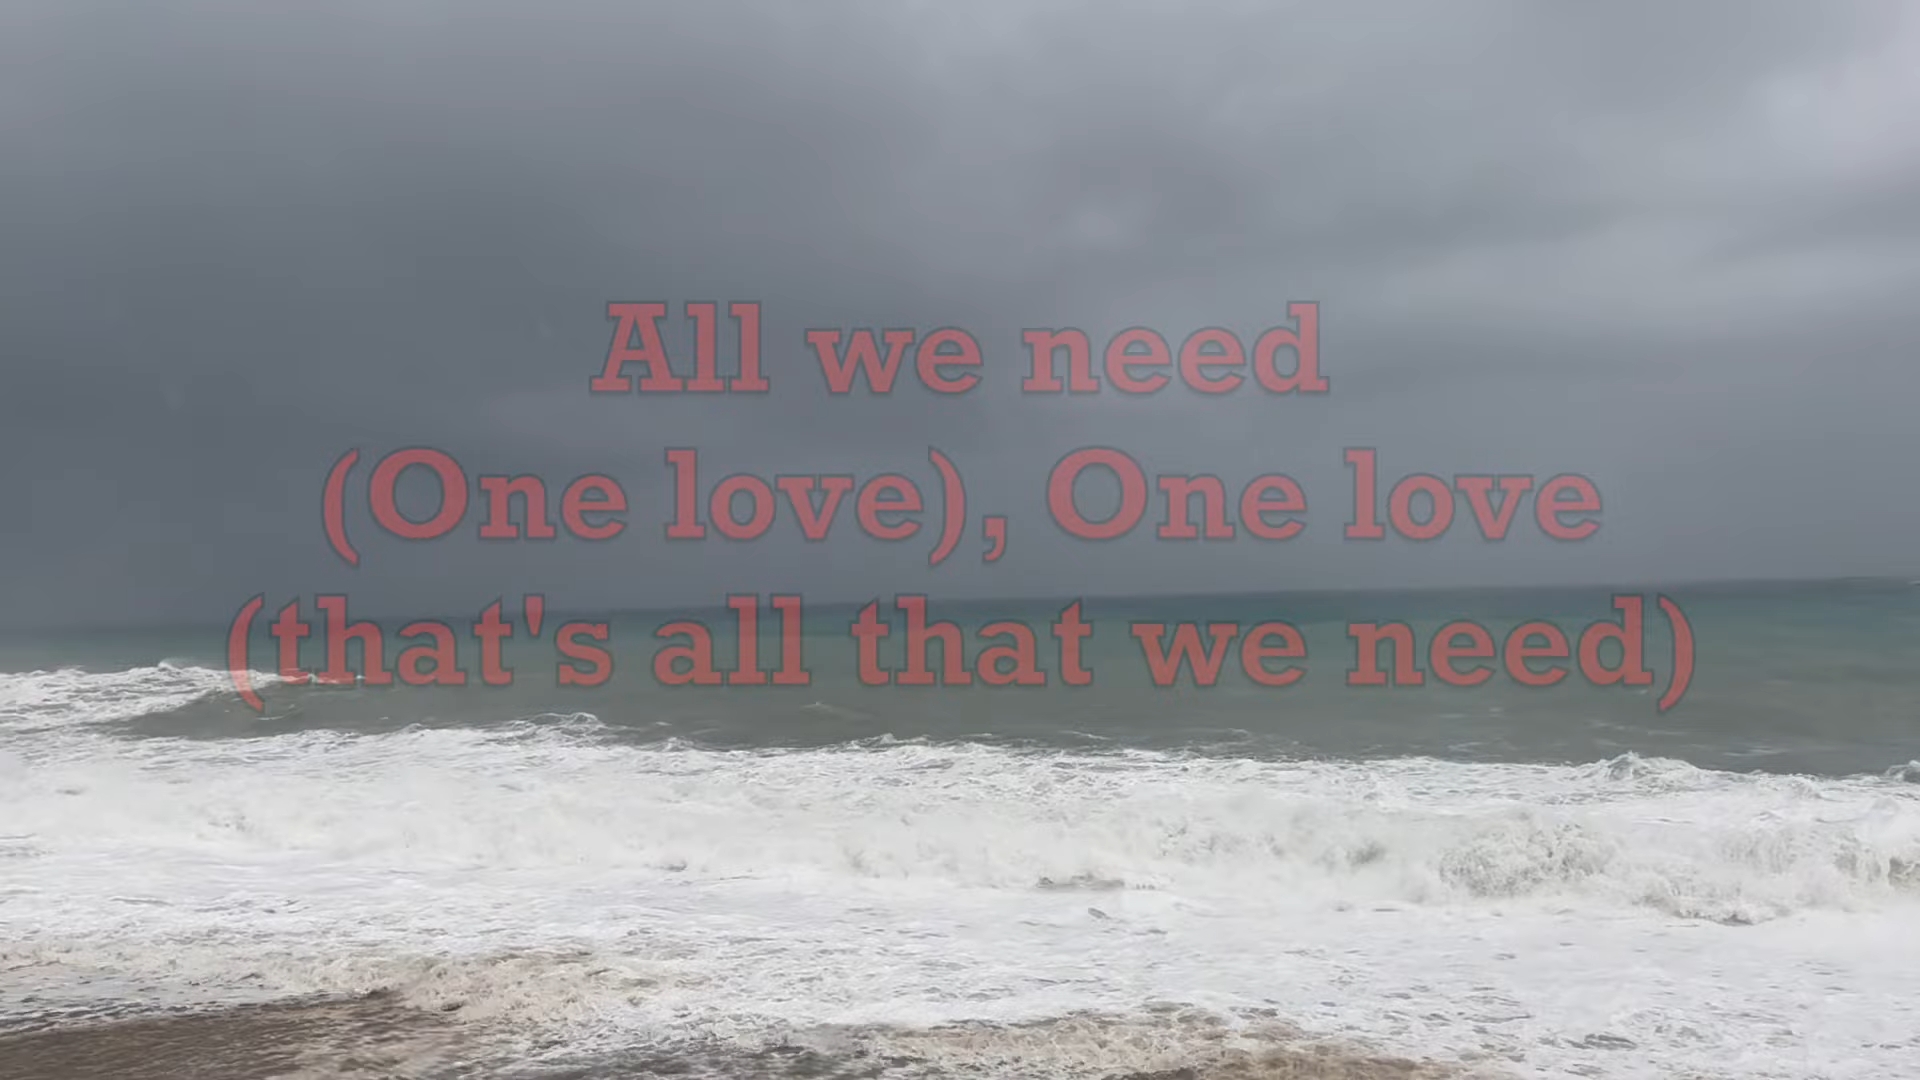 All we need
(One love), One love
(that's all that we need)